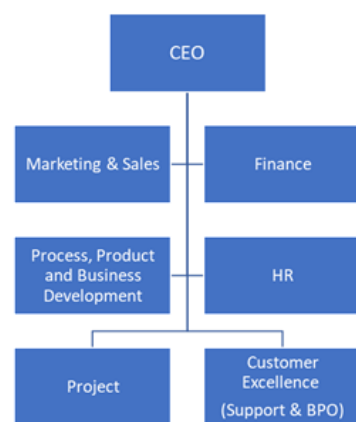 CEO
Marketing & Sales
Finance
Process, Product
and Business
Development
HR
Project
Customer
Excellence
(Support & BPO)